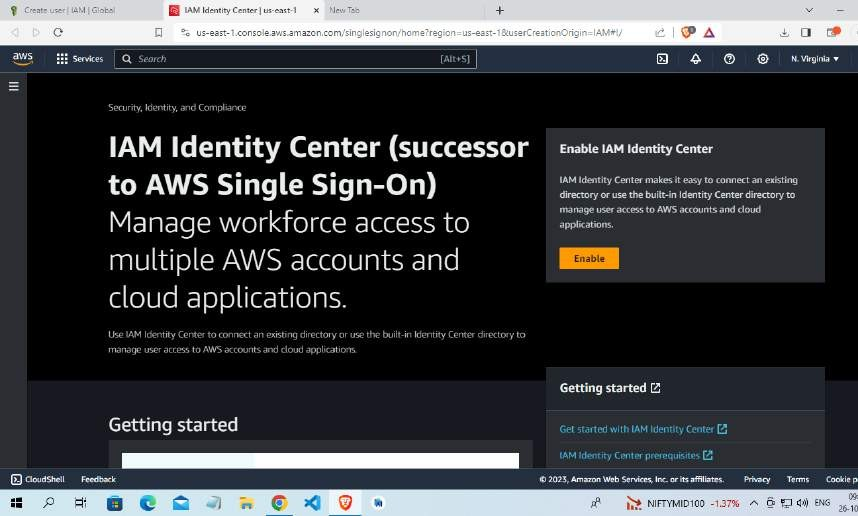 Create user | IAM | Global
IAM Identity Center | us-east-1
New Tab
us-east-1.console.aws.amazon.com/singlesignon/home?region=us-east-1&userCreationOrigin=IAM#!/
aws
Services
Search
[Alt+S]
N. Virginia
Security, Identity, and Compliance
IAM Identity Center (successor
to AWS Single Sign-On)
Manage workforce access to
multiple AWS accounts and
cloud applications.
Use IAM Identity Center to connect an existing directory or use the built-in Identity Center directory to
manage user access to AWS accounts and cloud applications.
Enable IAM Identity Center
IAM Identity Center makes it easy to connect an existing
directory or use the built-in Identity Center directory to
manage user access to AWS accounts and cloud
applications.
Enable
Getting started
Getting started
Get started with IAM Identity Center
IAM Identity Center prerequisites
CloudShell
Feedback
© 2023, Amazon Web Services, Inc. or its affiliates.
Privacy
Terms
Cookie p
NIFTYMID100 -1.37%
ENG
09:
26-10